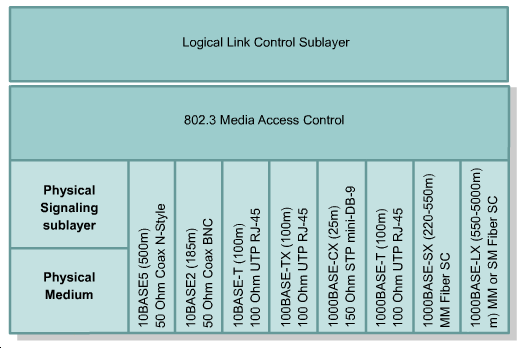 Logical Link Control Sublayer
802.3 Media Access Control
Physical
Signaling
sublayer
Physical
Medium
10BASE5 (500m)
50 Ohm Coax N-Style
10BASE2 (185m)
50 Ohm Coax BNC
10BASE-T (100m)
100 Ohm UTP RJ-45
100BASE-TX (100m)
100 Ohm UTP RJ-45
1000BASE-CX (25m)
150 Ohm STP mini-DB-9
1000BASE-T (100m)
100 Ohm UTP RJ-45
1000BASE-SX (220-550m)
MM Fiber SC
1000BASE-LX (550-5000m)
m) MM or SM Fiber SC